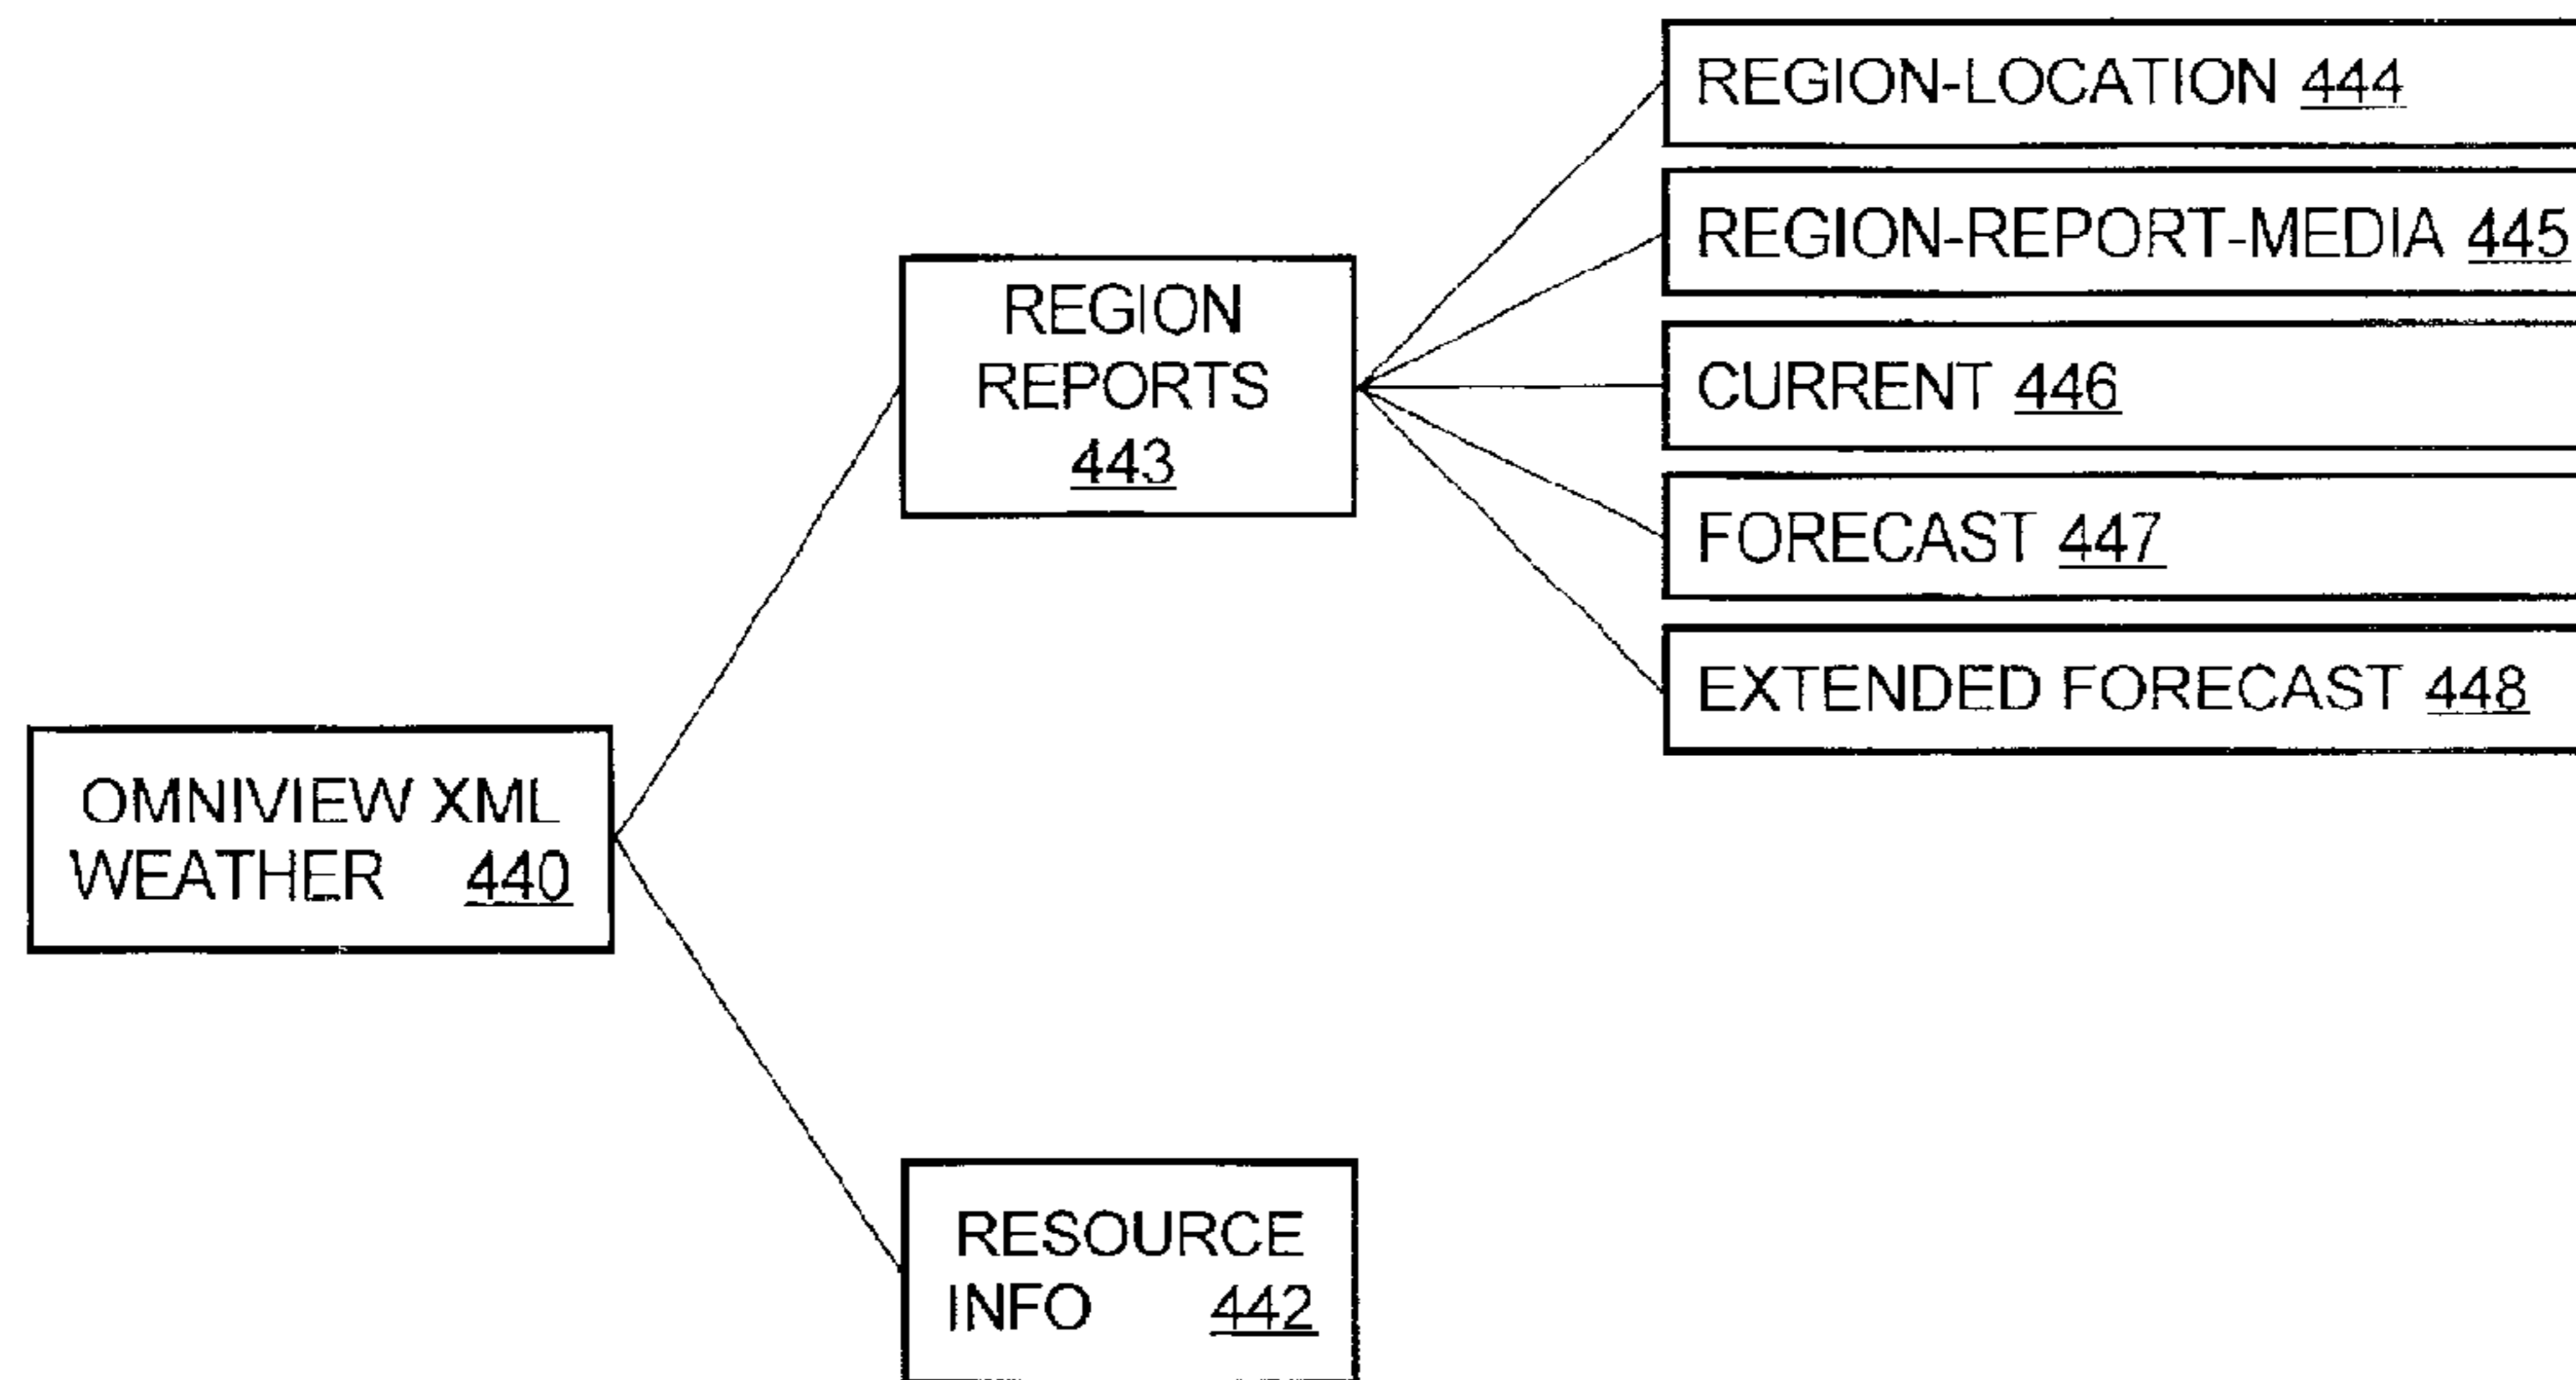 REGION-LOCATION 444
REGION-REPORT-MEDIA 445
REGION
REPORTS
443
CURRENT 446
FORECAST 447
EXTENDED FORECAST 448
OMNIVIEW XML
WEATHER 440
RESOURCE
INFO 442